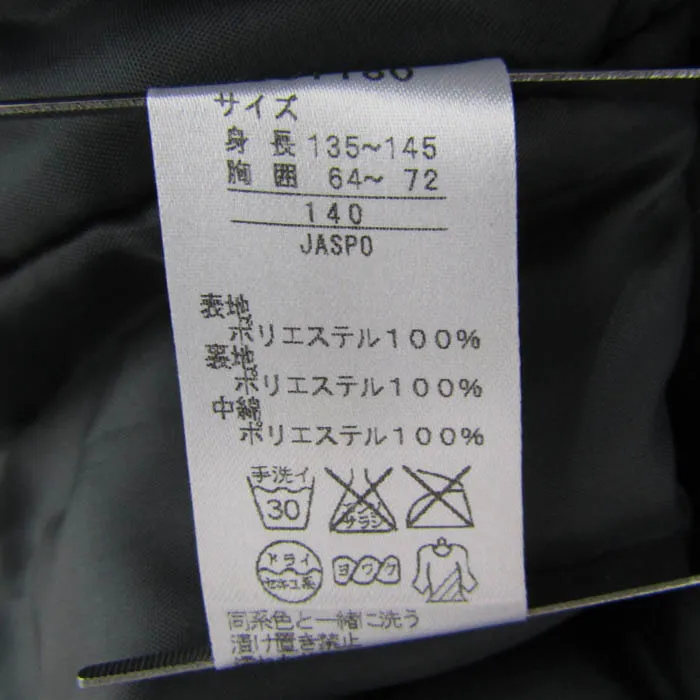 サイズ
身長 135~145
胸囲 64~ 72
140
JASPO
表地
ポリエステル100%
裏地
ポリエステル100%
中綿
ポリエステル100%
手洗イ
30
サラシ
ドライ
セキユ系
ヨワク
同系色と一緒に洗う
漬け置き禁止